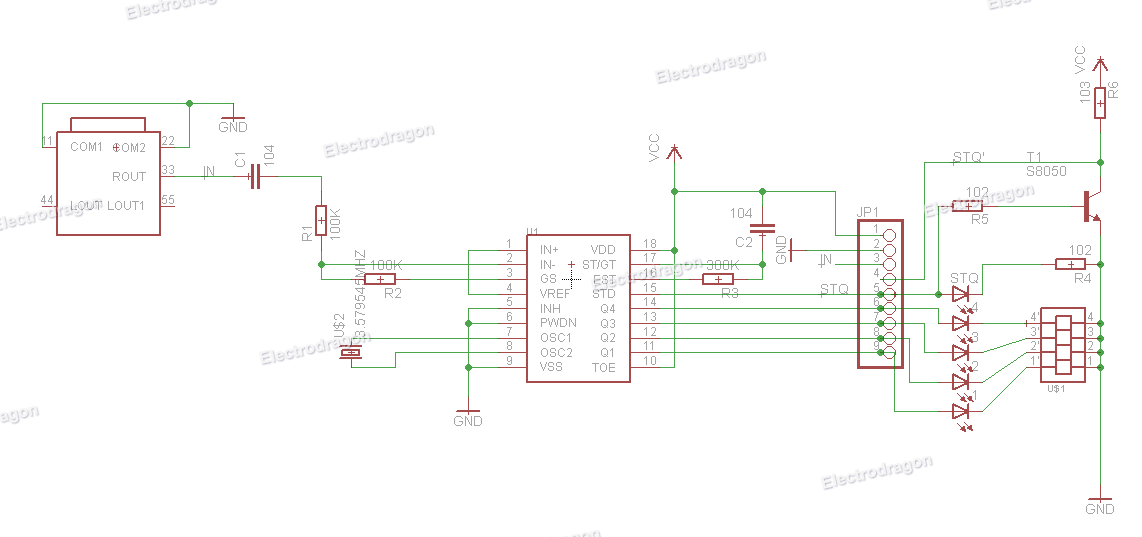 Electrodragon
Electrodragon
Electrodragon
Electrodragon
VCC
103
R6
11
22
COM1
COM2
GND
ROUT
33
IN
C1
104
44
LOUT
LOUT1
55
Electrodragon
R1
100K
100K
R2
U$2
3.579545MHZ
Electrodragon
VCC
U1
1
IN+
VDD
18
2
IN-
ST/GT
17
3
GS
EST
16
4
VREF
STD
15
5
INH
Q4
14
6
PWDN
Q3
13
7
OSC1
Q2
12
8
OSC2
Q1
11
9
VSS
TOE
10
GND
300K
R3
Electrodragon
104
C2
GND
IN
STQ
JP1
1
2
3
4
5
6
7
8
9
STQ'
T1
S8050
102
R5
Electrodragon
102
R4
STQ
4
3
2
1
4'
3'
2'
1'
4
3
2
1
U$1
GND
Electrodragon
Electrodragon